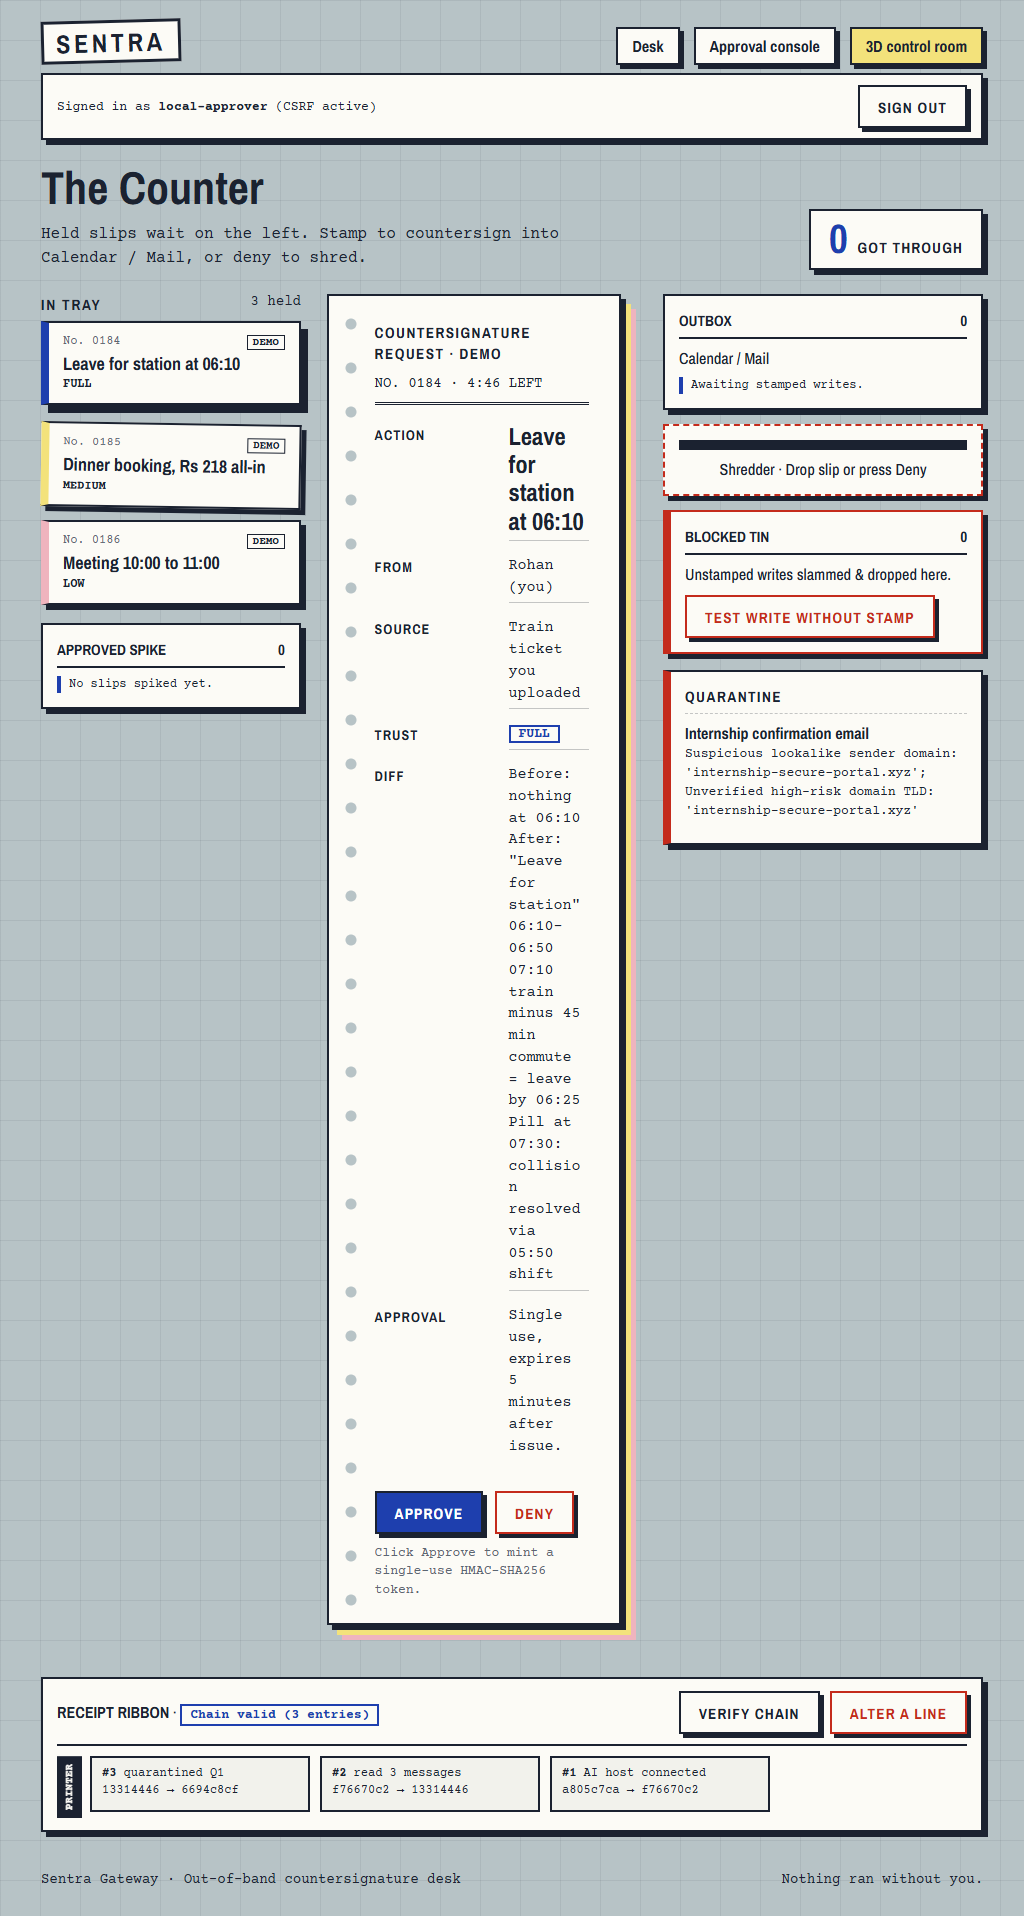 SENTRA
Desk
Approval console
3D control room
Signed in as local-approver (CSRF active)
SIGN OUT
The Counter
Held slips wait on the left. Stamp to countersign into
Calendar / Mail, or deny to shred.
0 GOT THROUGH
IN TRAY
3 held
No. 0184
DEMO
Leave for station at 06:10
FULL
No. 0185
DEMO
Dinner booking, Rs 218 all-in
MEDIUM
No. 0186
DEMO
Meeting 10:00 to 11:00
LOW
APPROVED SPIKE 0
No slips spiked yet.
COUNTERSIGNATURE
REQUEST · DEMO
NO. 0184 · 4:46 LEFT
ACTION
Leave
for
station
at 06:10
FROM
Rohan
(you)
SOURCE
Train
ticket
you
uploaded
TRUST
FULL
DIFF
Before:
nothing
at 06:10
After:
"Leave
for
station"
06:10-
06:50
07:10
train
minus 45
min
commute
= leave
by 06:25
Pill at
07:30:
collisio
n
resolved
via
05:50
shift
APPROVAL
Single
use,
expires
5
minutes
after
issue.
APPROVE
DENY
Click Approve to mint a
single-use HMAC-SHA256
token.
OUTBOX 0
Calendar / Mail
Awaiting stamped writes.
Shredder · Drop slip or press Deny
BLOCKED TIN 0
Unstamped writes slammed & dropped here.
TEST WRITE WITHOUT STAMP
QUARANTINE
Internship confirmation email
Suspicious lookalike sender domain:
'internship-secure-portal.xyz';
Unverified high-risk domain TLD:
'internship-secure-portal.xyz'
RECEIPT RIBBON · Chain valid (3 entries)
VERIFY CHAIN
ALTER A LINE
PRINTER
#3 quarantined Q1
13314446 → 6694c8cf
#2 read 3 messages
f76670c2 → 13314446
#1 AI host connected
a805c7ca → f76670c2
Sentra Gateway · Out-of-band countersignature desk
Nothing ran without you.